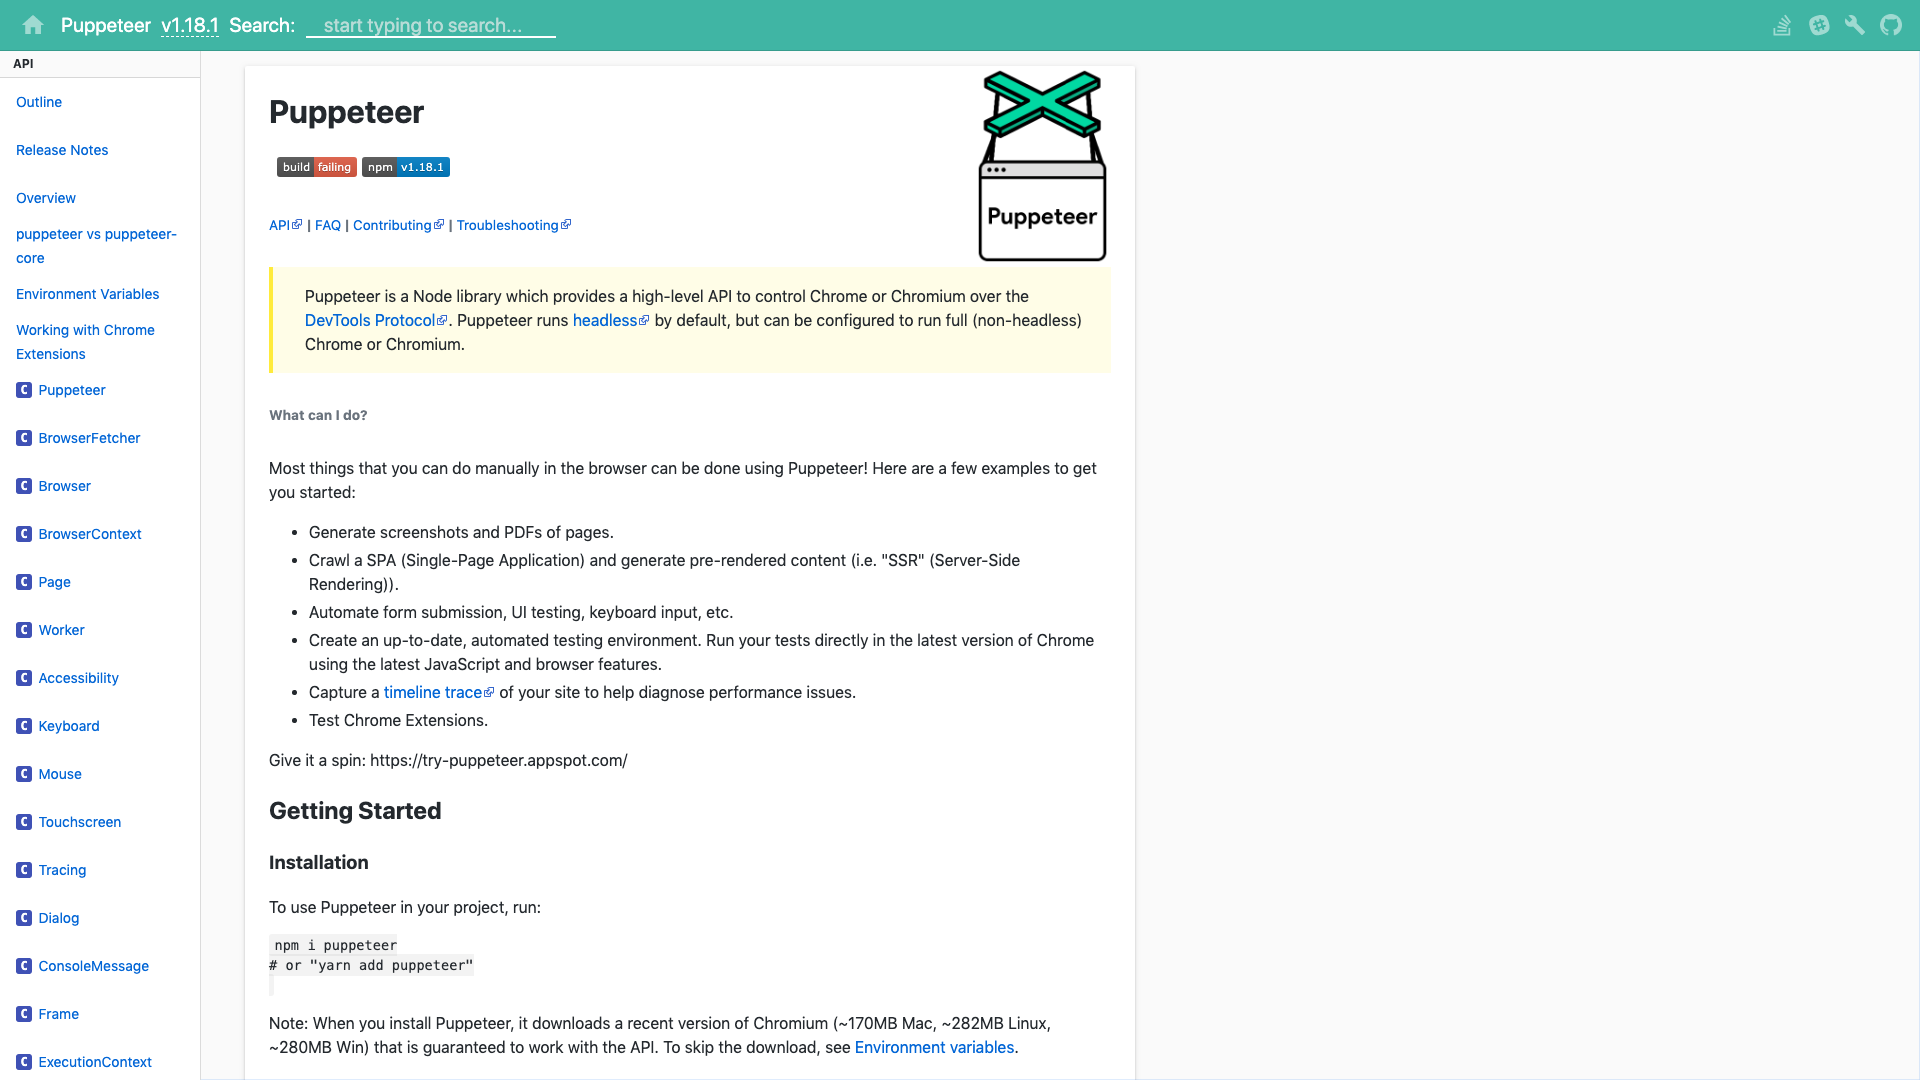 Puppeteer v1.18.1 Search: start typing to search...
API
Outline
Release Notes
Overview
puppeteer vs puppeteer-
core
Environment Variables
Working with Chrome
Extensions
C Puppeteer
C BrowserFetcher
C Browser
C BrowserContext
C Page
C Worker
C Accessibility
C Keyboard
C Mouse
C Touchscreen
C Tracing
C Dialog
C ConsoleMessage
C Frame
C ExecutionContext
Puppeteer
build failing npm v1.18.1
API | FAQ | Contributing | Troubleshooting
Puppeteer
Puppeteer is a Node library which provides a high-level API to control Chrome or Chromium over the
DevTools Protocol. Puppeteer runs headless by default, but can be configured to run full (non-headless)
Chrome or Chromium.
What can I do?
Most things that you can do manually in the browser can be done using Puppeteer! Here are a few examples to get
you started:
• Generate screenshots and PDFs of pages.
• Crawl a SPA (Single-Page Application) and generate pre-rendered content (i.e. "SSR" (Server-Side
Rendering)).
• Automate form submission, UI testing, keyboard input, etc.
• Create an up-to-date, automated testing environment. Run your tests directly in the latest version of Chrome
using the latest JavaScript and browser features.
• Capture a timeline trace of your site to help diagnose performance issues.
• Test Chrome Extensions.
Give it a spin: https://try-puppeteer.appspot.com/
Getting Started
Installation
To use Puppeteer in your project, run:
npm i puppeteer
# or "yarn add puppeteer"
Note: When you install Puppeteer, it downloads a recent version of Chromium (~170MB Mac, ~282MB Linux,
~280MB Win) that is guaranteed to work with the API. To skip the download, see Environment variables.